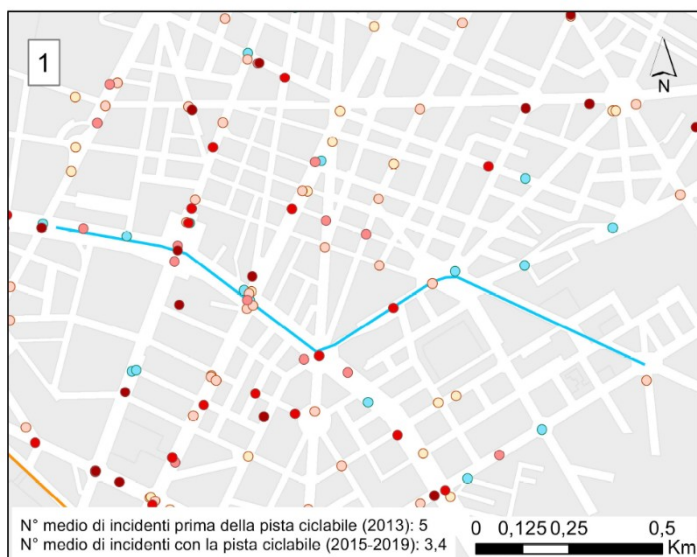 1
N
N° medio di incidenti prima della pista ciclabile (2013): 5
N° medio di incidenti con la pista ciclabile (2015-2019): 3,4
0 0,125 0,25 0,5
Km